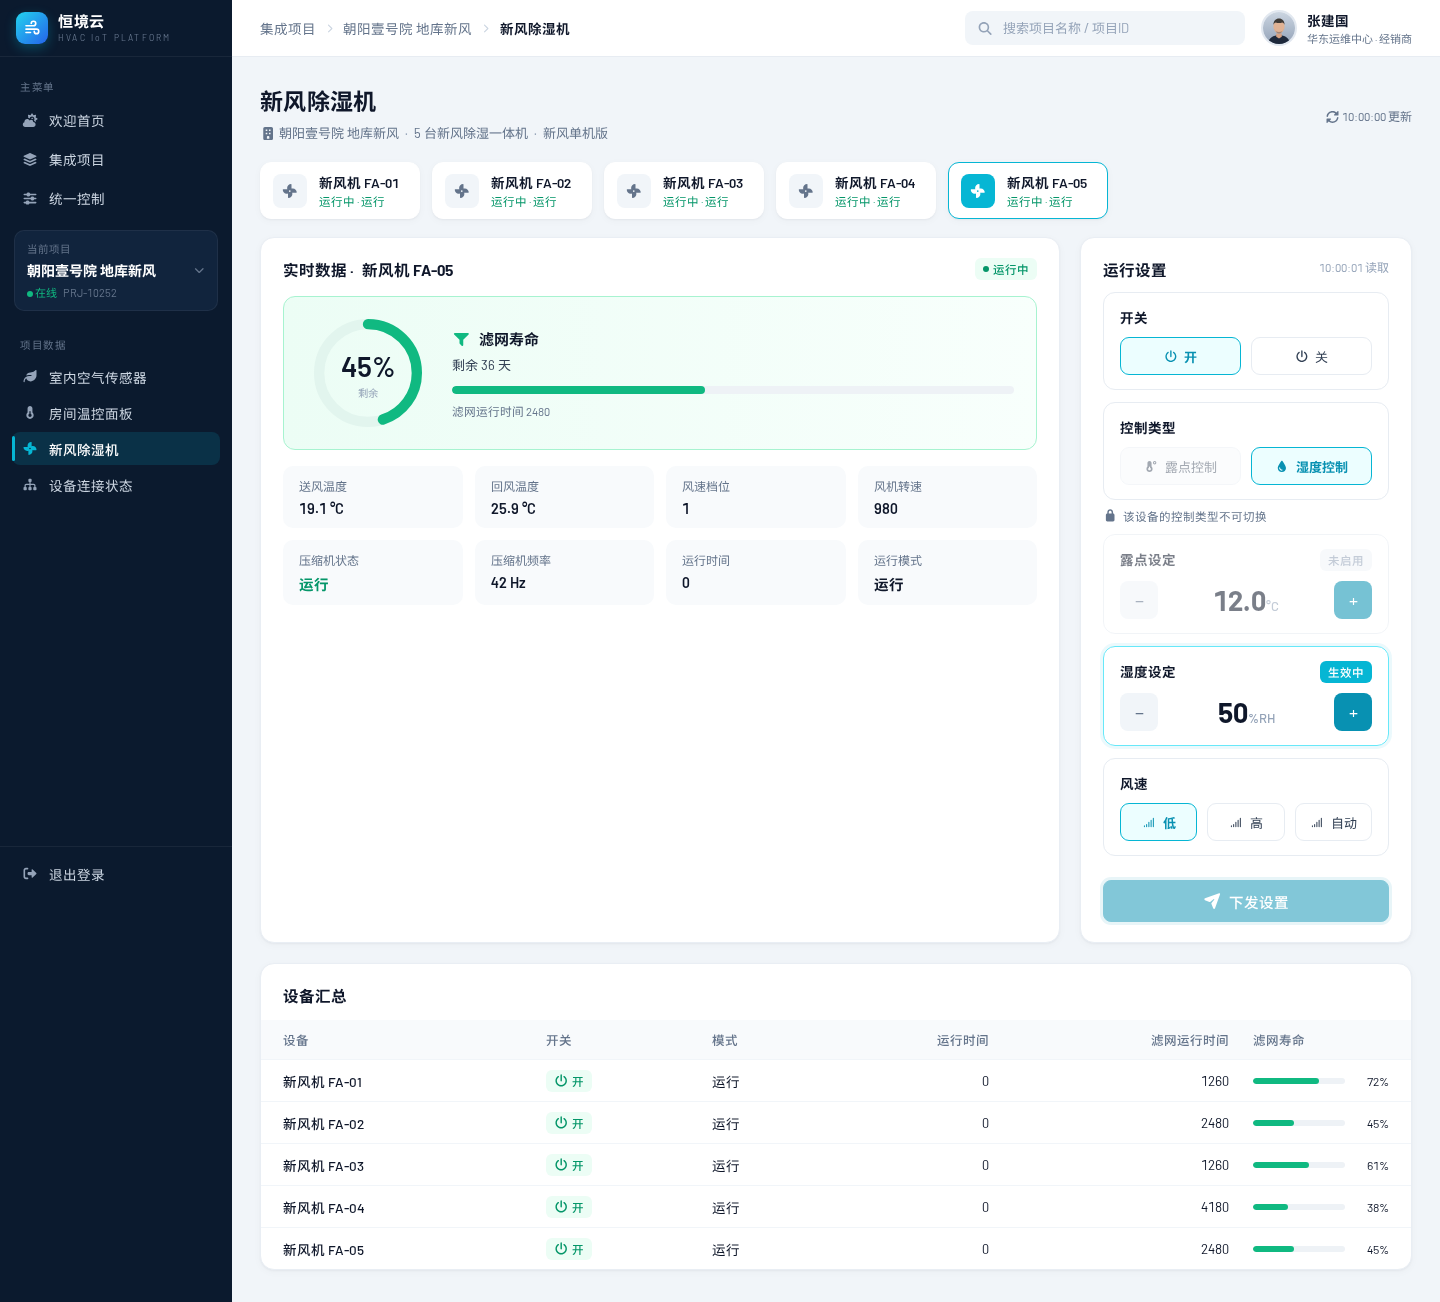 恒境云
HVAC IoT PLATFORM
主菜单
欢迎首页
集成项目
统一控制
当前项目
朝阳壹号院 地库新风
在线 PRJ-10252
项目数据
室内空气传感器
房间温控面板
新风除湿机
设备连接状态
退出登录
集成项目 > 朝阳壹号院 地库新风 > 新风除湿机
搜索项目名称 / 项目ID
张建国
华东运维中心 · 经销商
新风除湿机
朝阳壹号院 地库新风 · 5 台新风除湿一体机 · 新风单机版
10:00:00 更新
新风机 FA-01
运行中 · 运行
新风机 FA-02
运行中 · 运行
新风机 FA-03
运行中 · 运行
新风机 FA-04
运行中 · 运行
新风机 FA-05
运行中 · 运行
实时数据 · 新风机 FA-05
运行中
45%
剩余
滤网寿命
剩余 36 天
滤网运行时间 2480
送风温度
19.1 °C
回风温度
25.9 °C
风速档位
1
风机转速
980
压缩机状态
运行
压缩机频率
42 Hz
运行时间
0
运行模式
运行
运行设置
10:00:01 读取
开关
开
关
控制类型
露点控制
湿度控制
该设备的控制类型不可切换
露点设定
未启用
− 12.0°C +
湿度设定
生效中
− 50%RH +
风速
低
高
自动
下发设置
设备汇总
设备 开关 模式 运行时间 滤网运行时间 滤网寿命
新风机 FA-01 开 运行 0 1260 72%
新风机 FA-02 开 运行 0 2480 45%
新风机 FA-03 开 运行 0 1260 61%
新风机 FA-04 开 运行 0 4180 38%
新风机 FA-05 开 运行 0 2480 45%